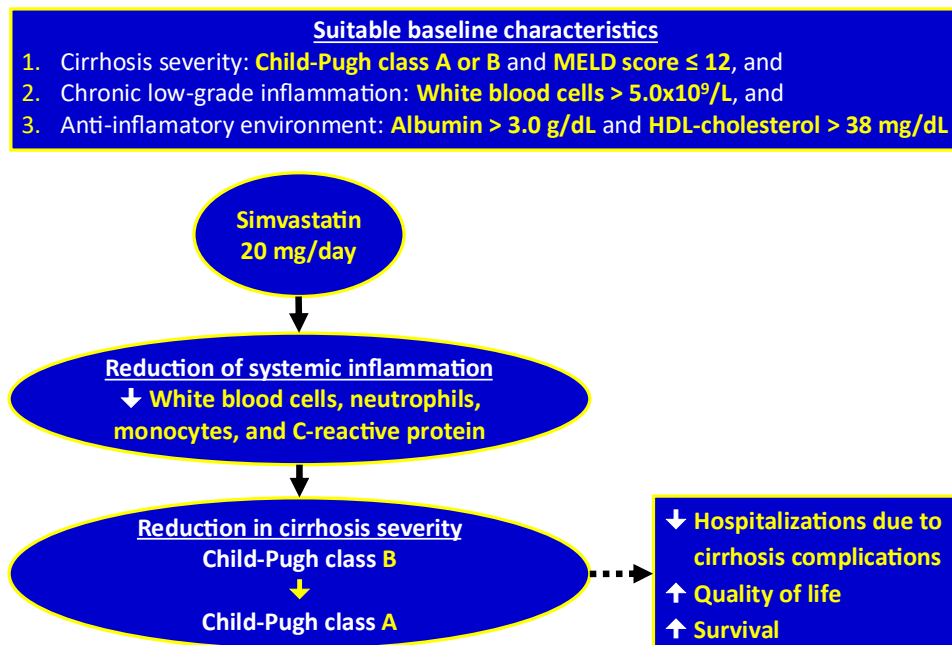 Suitable baseline characteristics
1. Cirrhosis severity: Child-Pugh class A or B and MELD score ≤ 12, and
2. Chronic low-grade inflammation: White blood cells > 5.0x10⁹/L, and
3. Anti-inflamatory environment: Albumin > 3.0 g/dL and HDL-cholesterol > 38 mg/dL
Simvastatin
20 mg/day
Reduction of systemic inflammation
↓ White blood cells, neutrophils,
monocytes, and C-reactive protein
Reduction in cirrhosis severity
Child-Pugh class B
↓
Child-Pugh class A
↓ Hospitalizations due to
cirrhosis complications
↑ Quality of life
↑ Survival